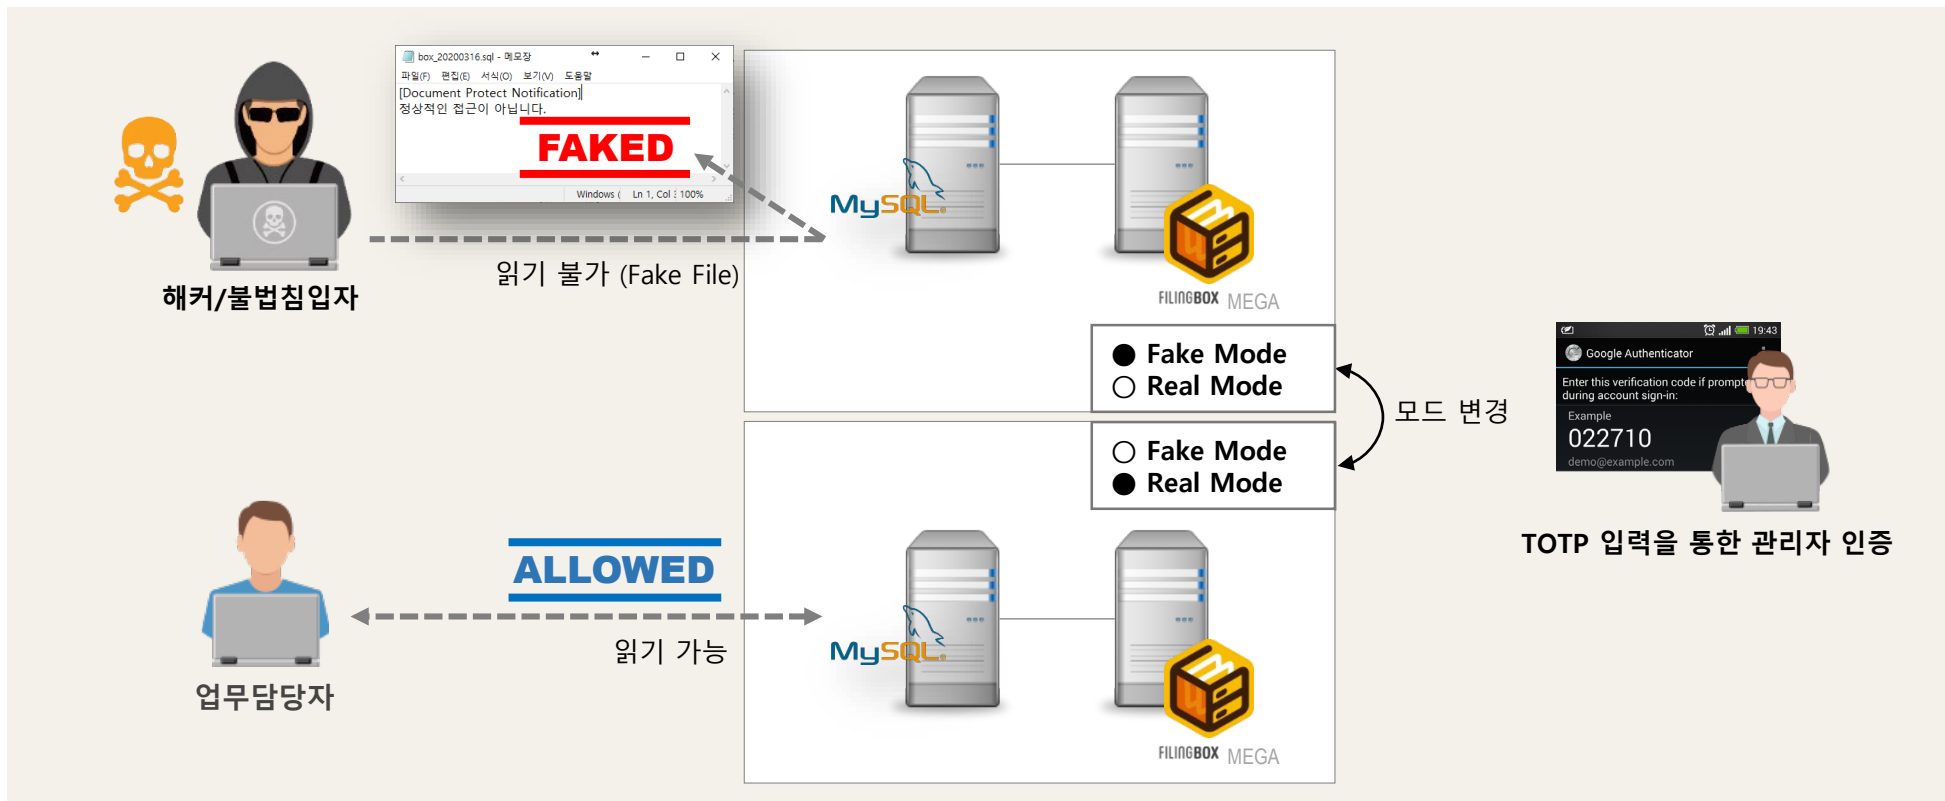 box_20200316.sql - 메모장
파일(F) 편집(E) 서식(O) 보기(V) 도움말
[Document Protect Notification]
정상적인 접근이 아닙니다.
FAKED
Windows ( Ln 1, Col : 100%
해커/불법침입자
읽기 불가 (Fake File)
MySQL
FILINGBOX MEGA
● Fake Mode
○ Real Mode
모드 변경
○ Fake Mode
● Real Mode
19:43
Google Authenticator
Enter this verification code if prompte
during account sign-in:
Example
022710
demo@example.com
TOTP 입력을 통한 관리자 인증
ALLOWED
읽기 가능
업무담당자
MySQL
FILINGBOX MEGA